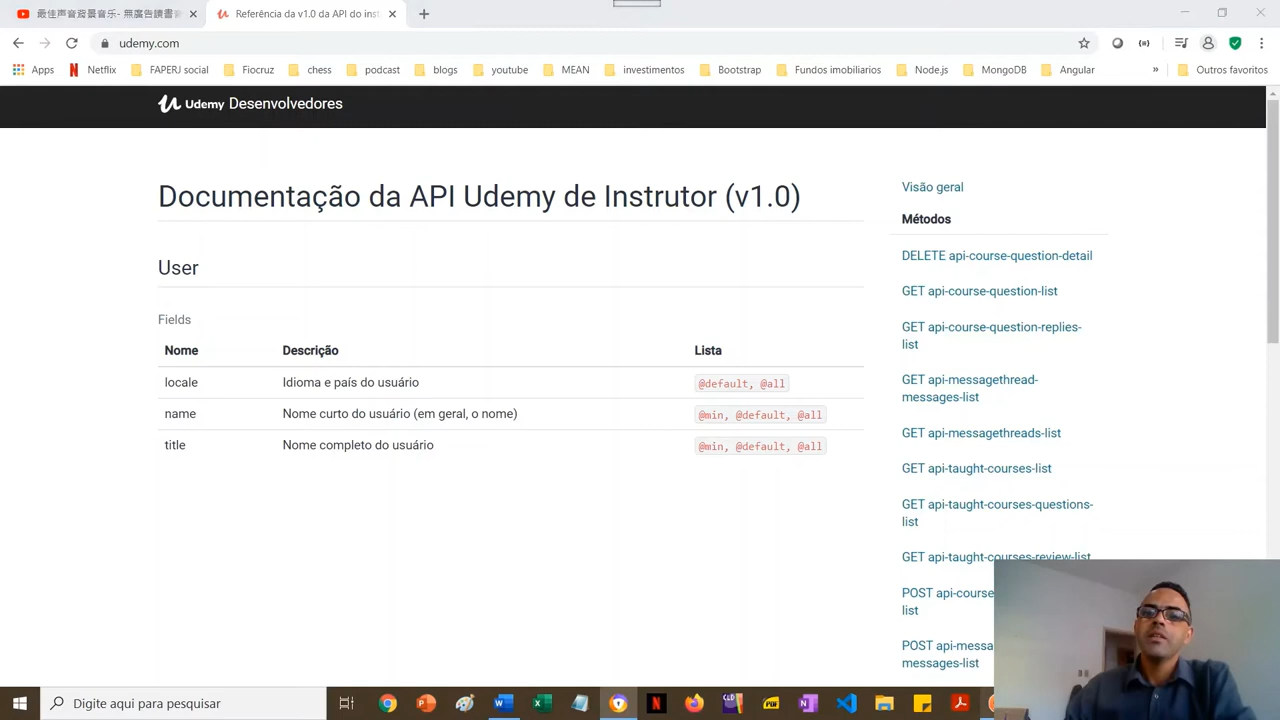 最佳声音背景音乐- 無廣告讀書
Referência da v1.0 da API do inst
udemy.com
Apps
Netflix
FAPERJ social
Fiocruz
chess
podcast
blogs
youtube
MEAN
investimentos
Bootstrap
Fundos imobiliarios
Node.js
MongoDB
Angular
»
Outros favoritos
Udemy Desenvolvedores
Documentação da API Udemy de Instrutor (v1.0)
User
Fields
Nome Descrição Lista
locale Idioma e país do usuário @default, @all
name Nome curto do usuário (em geral, o nome) @min, @default, @all
title Nome completo do usuário @min, @default, @all
Visão geral
Métodos
DELETE api-course-question-detail
GET api-course-question-list
GET api-course-question-replies-
list
GET api-messagethread-
messages-list
GET api-messagethreads-list
GET api-taught-courses-list
GET api-taught-courses-questions-
list
GET api-taught-courses-review-list
POST api-course
list
POST api-messa
messages-list
Digite aqui para pesquisar